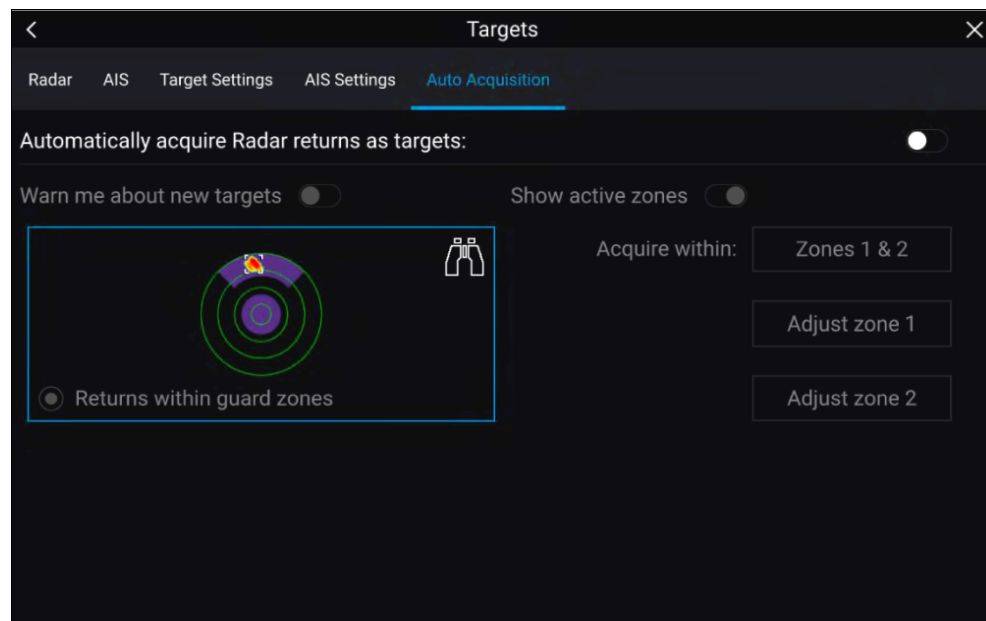 Targets
Radar AIS Target Settings AIS Settings Auto Acquisition
Automatically acquire Radar returns as targets:
Warn me about new targets Show active zones
Acquire within: Zones 1 & 2
Adjust zone 1
Returns within guard zones Adjust zone 2